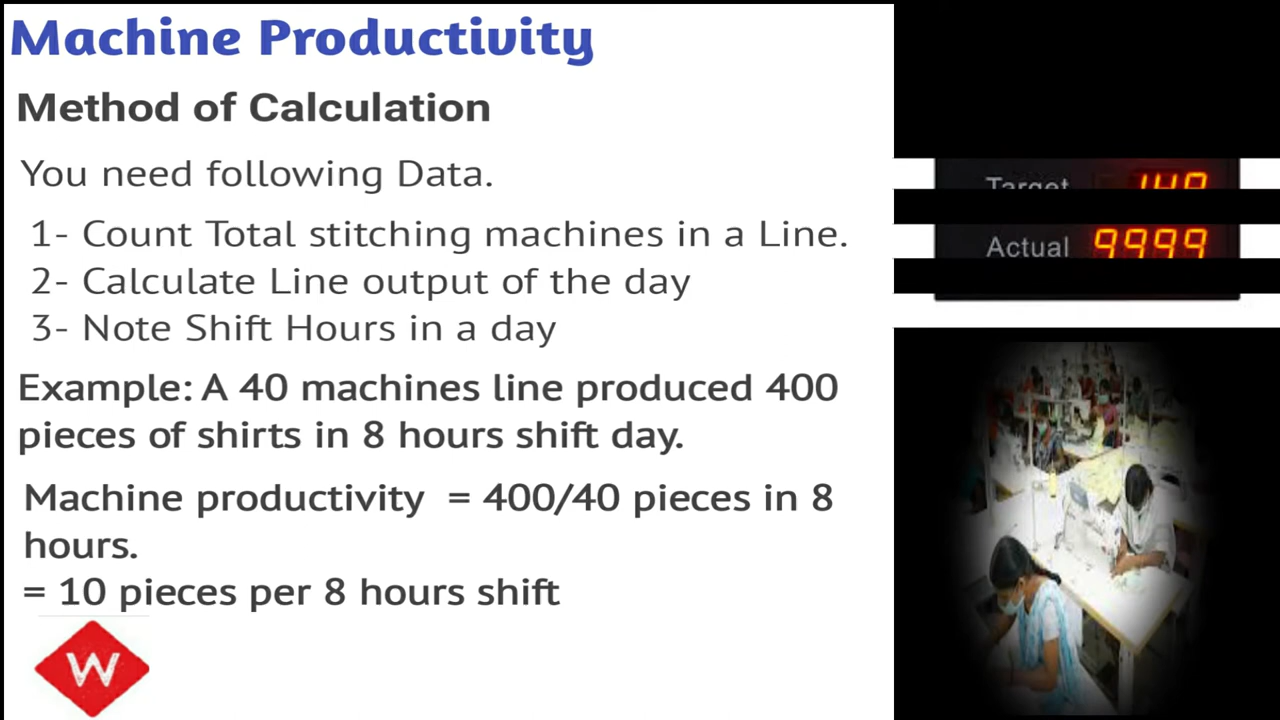 Machine Productivity
Method of Calculation
You need following Data.
1- Count Total stitching machines in a Line.
2- Calculate Line output of the day
3- Note Shift Hours in a day
Example: A 40 machines line produced 400
pieces of shirts in 8 hours shift day.
Machine productivity = 400/40 pieces in 8
hours.
= 10 pieces per 8 hours shift
W
Target
Actual 9999